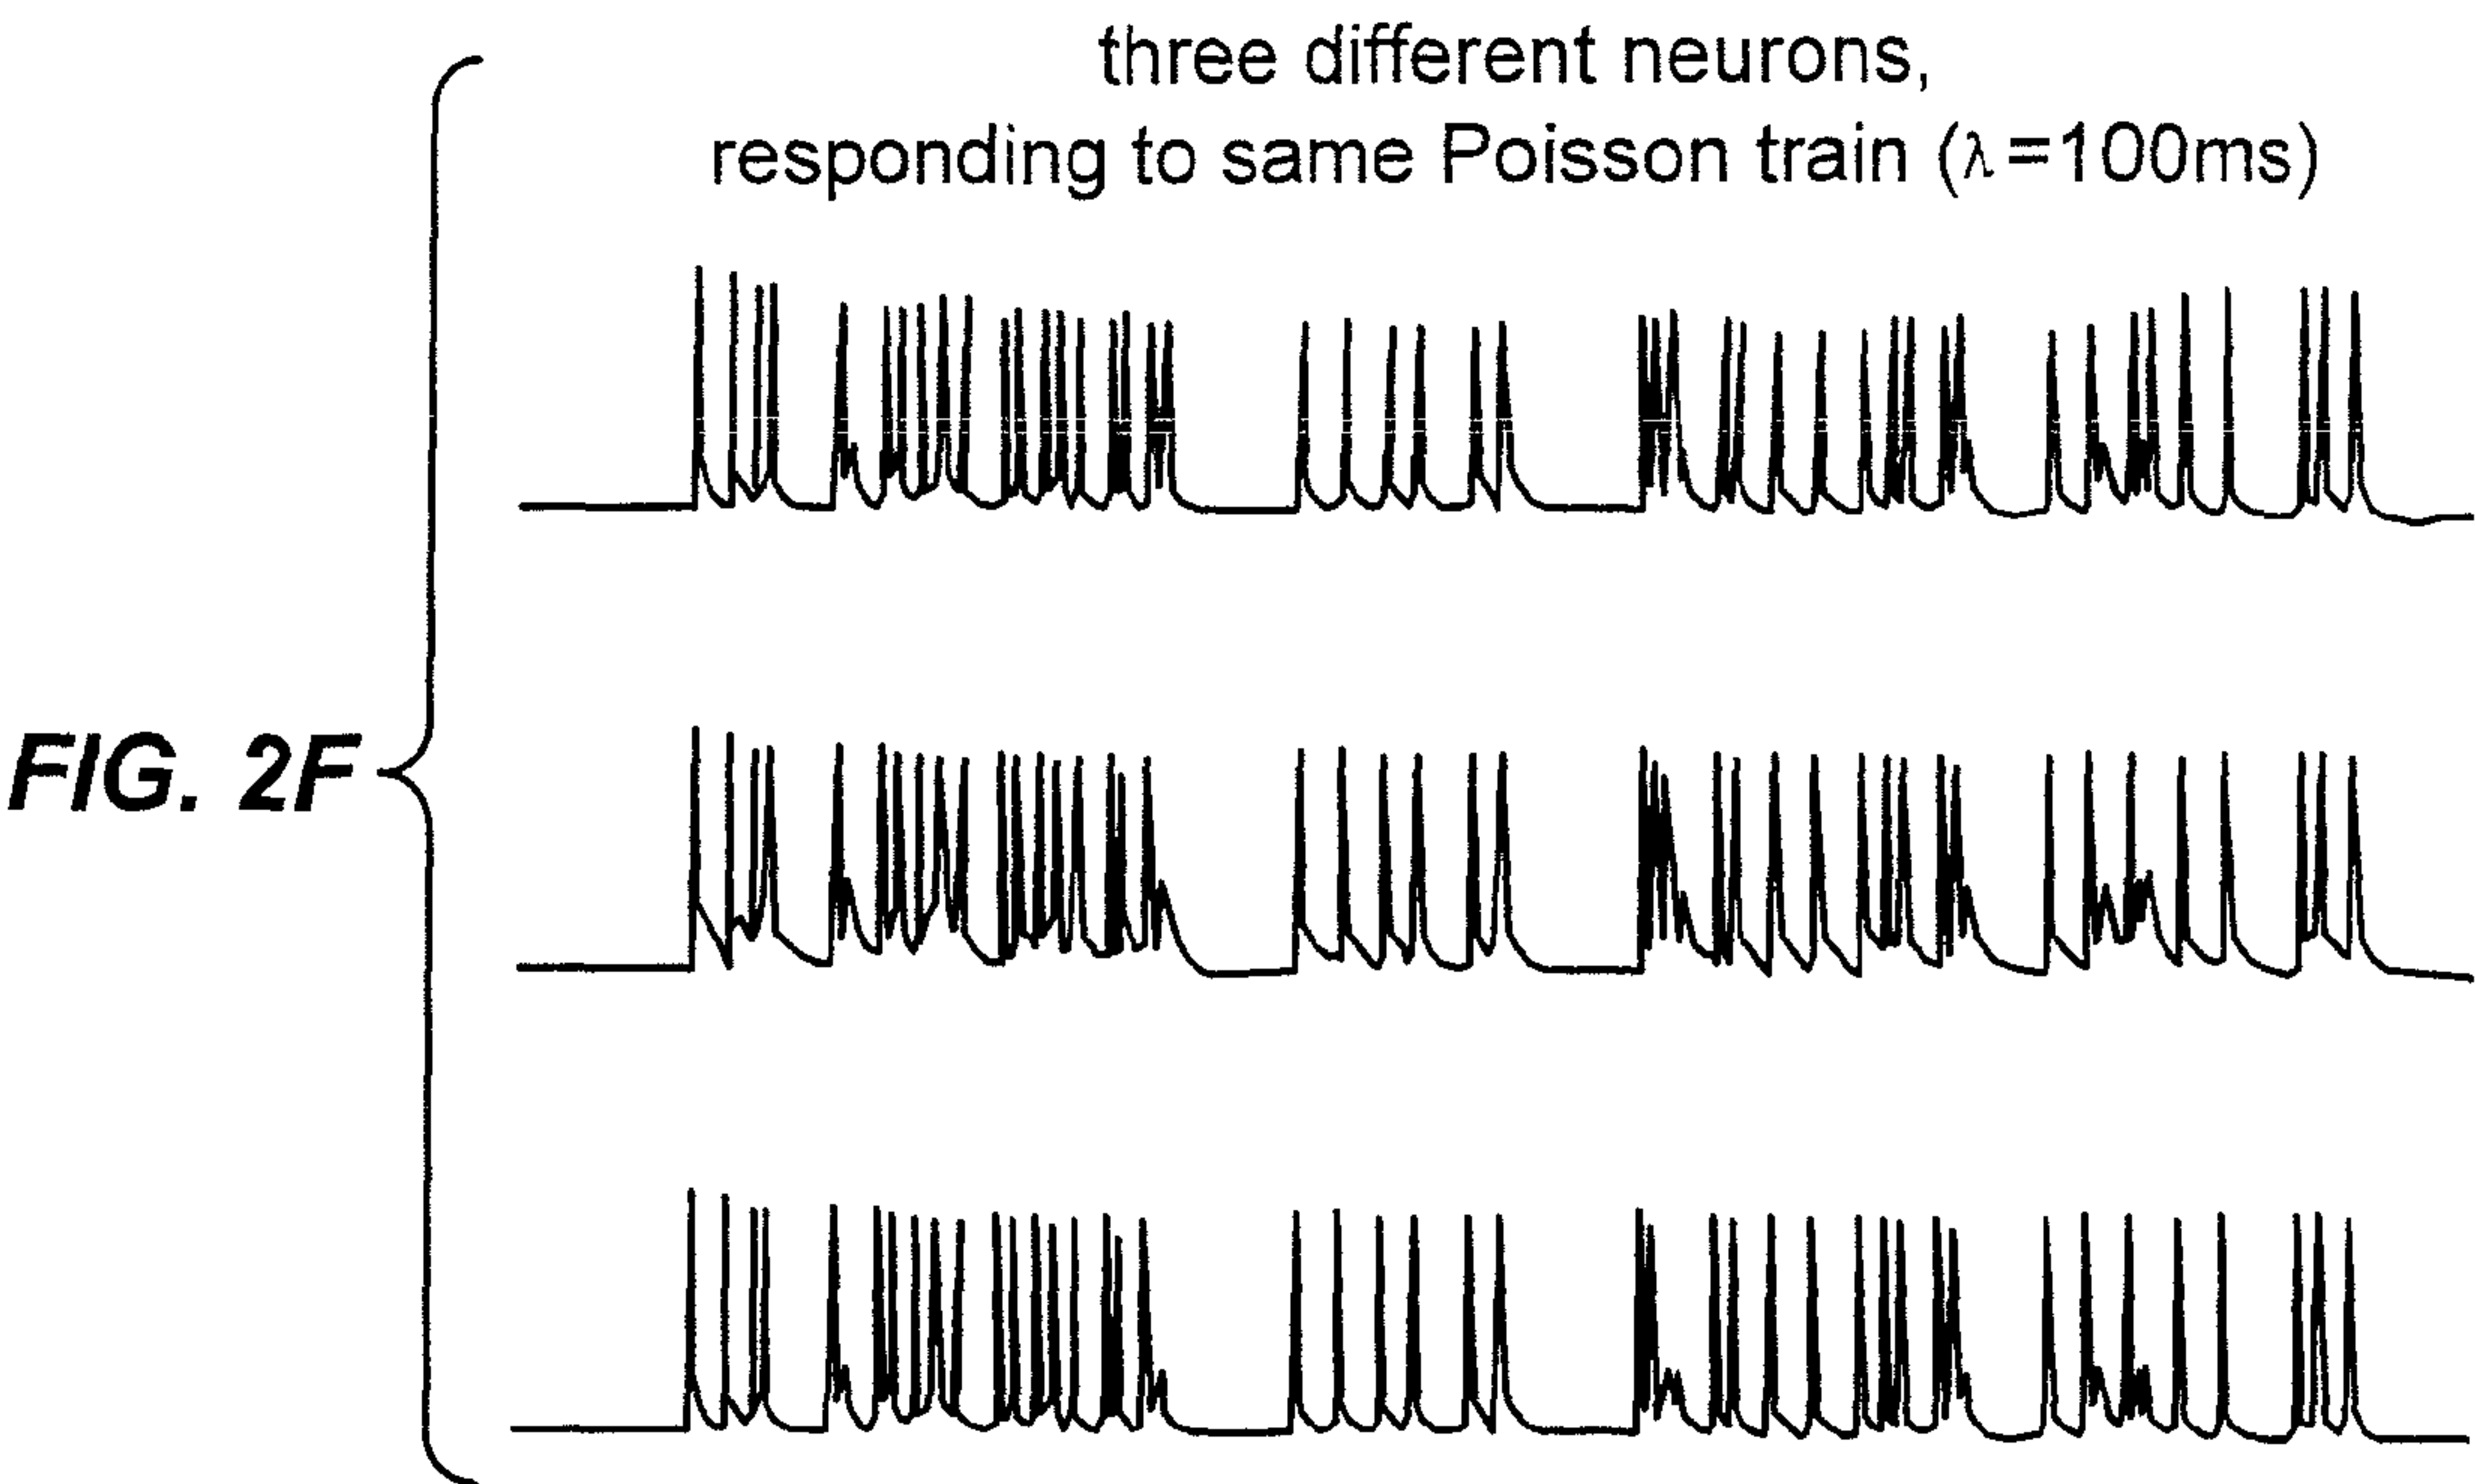 three different neurons,
responding to same Poisson train (λ=100ms)
FIG. 2F